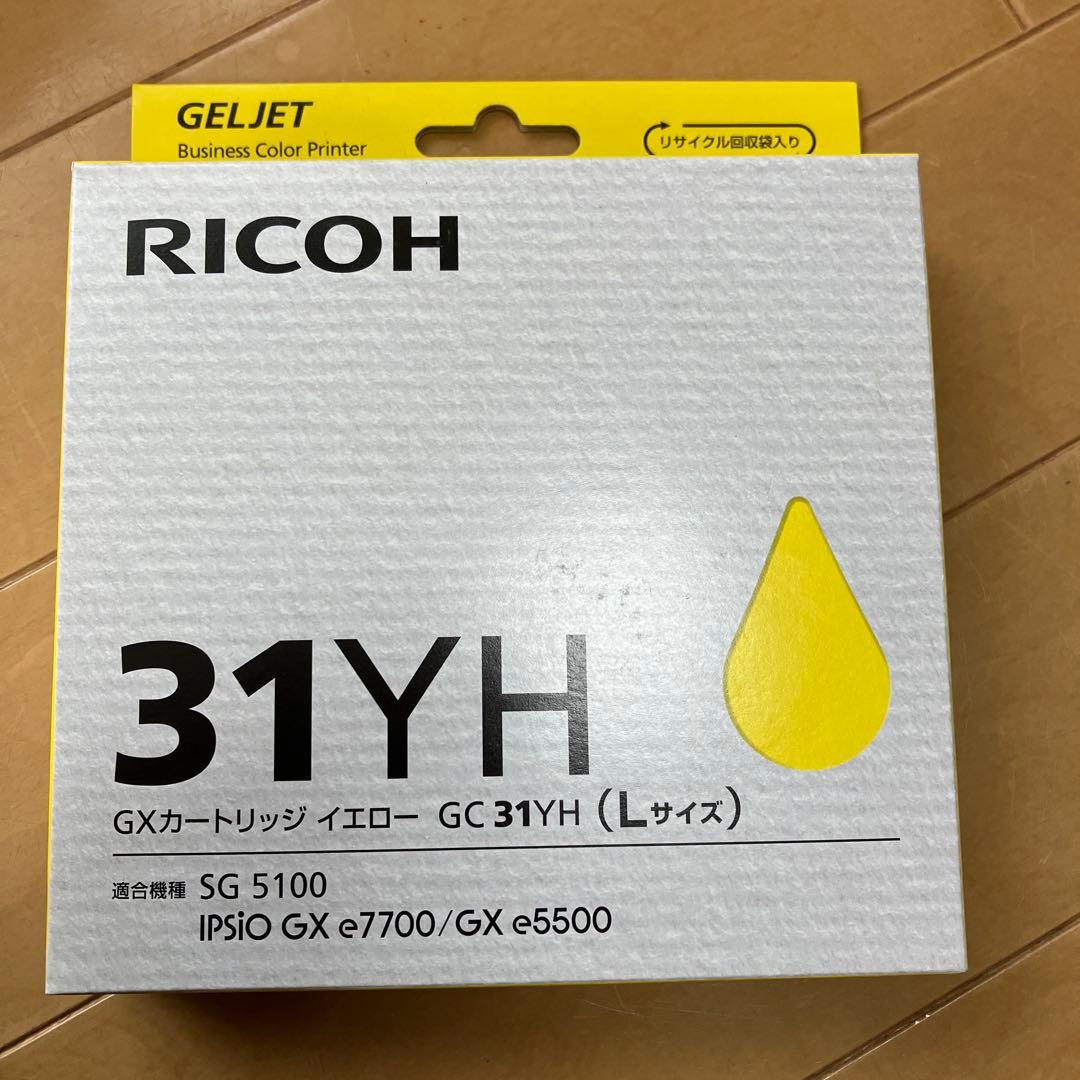 GELJET
Business Color Printer
リサイクル回収袋入り
RICOH
31YH
GXカートリッジ イエロー GC 31YH (Lサイズ)
適合機種 SG 5100
IPSiO GX e7700/GX e5500